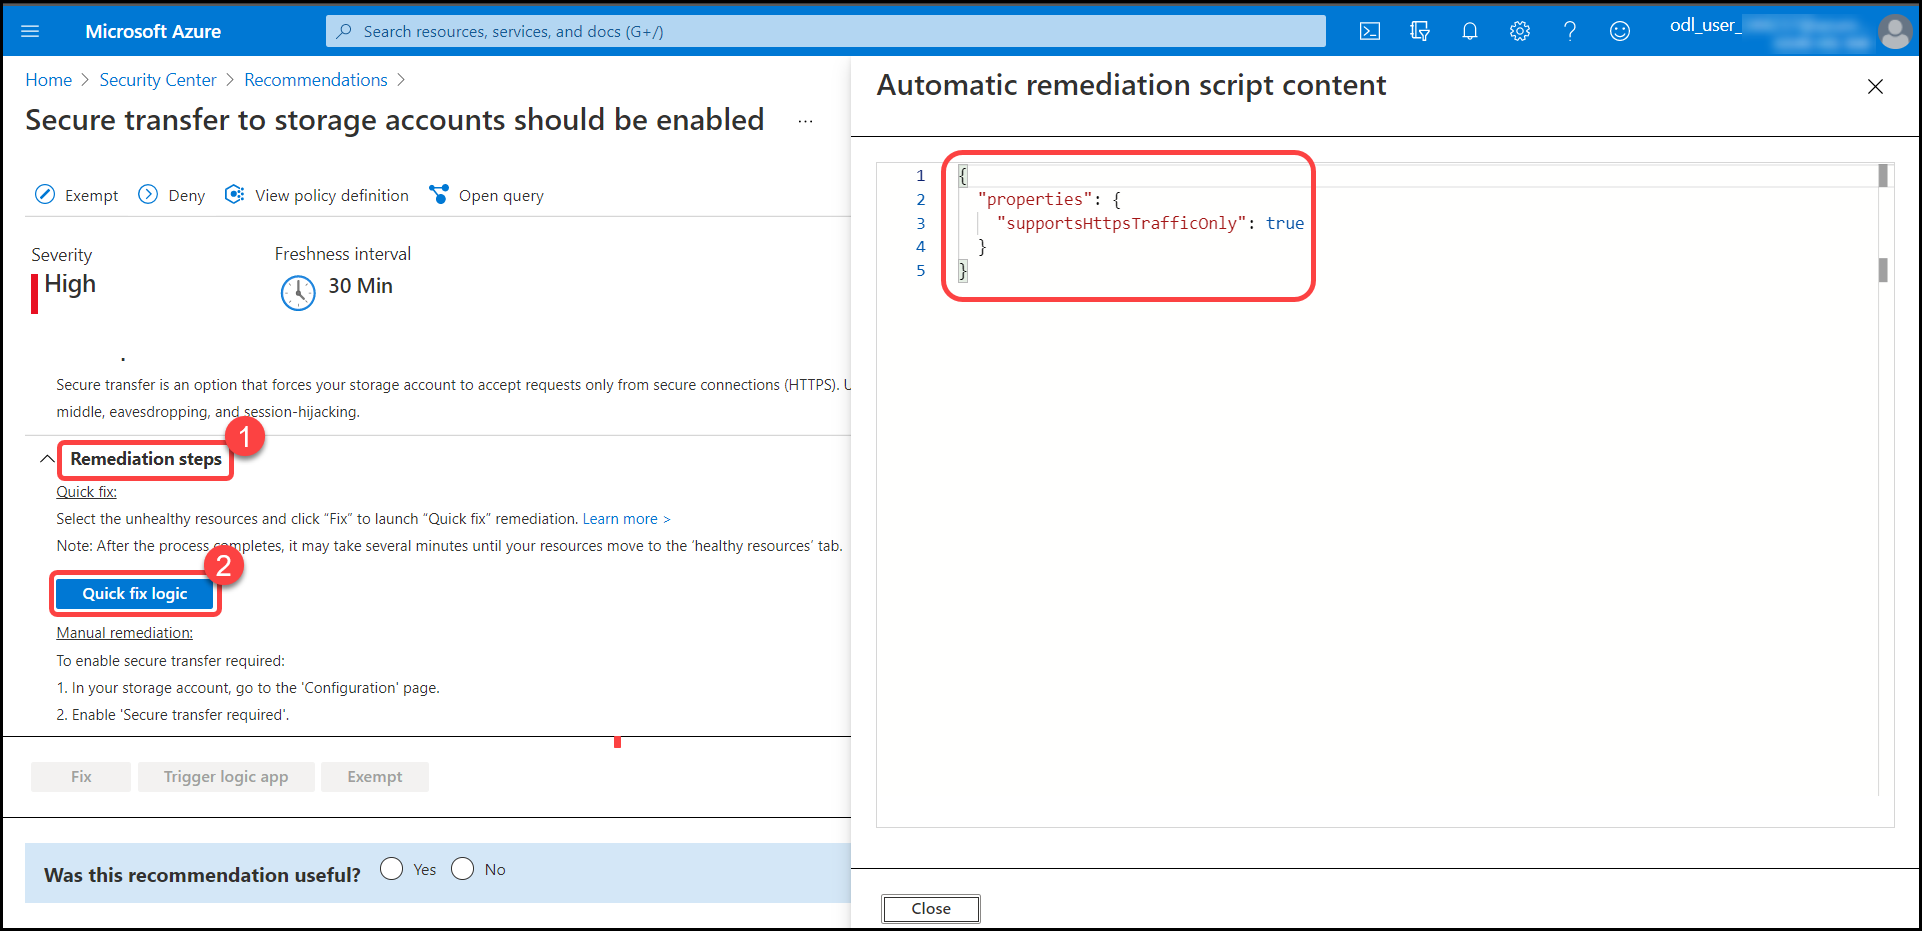 Microsoft Azure
Search resources, services, and docs (G+/)
odl_user_
Home > Security Center > Recommendations >
Secure transfer to storage accounts should be enabled ...
Exempt Deny View policy definition Open query
Severity
High
Freshness interval
30 Min
Secure transfer is an option that forces your storage account to accept requests only from secure connections (HTTPS). U
middle, eavesdropping, and session-hijacking.
1
Remediation steps
Quick fix:
Select the unhealthy resources and click “Fix” to launch “Quick fix” remediation. Learn more >
Note: After the process completes, it may take several minutes until your resources move to the ‘healthy resources’ tab.
2
Quick fix logic
Manual remediation:
To enable secure transfer required:
1. In your storage account, go to the 'Configuration' page.
2. Enable 'Secure transfer required'.
Fix Trigger logic app Exempt
Was this recommendation useful? Yes No
Automatic remediation script content
1 {
2 "properties": {
3 "supportsHttpsTrafficOnly": true
4 }
5 }
Close